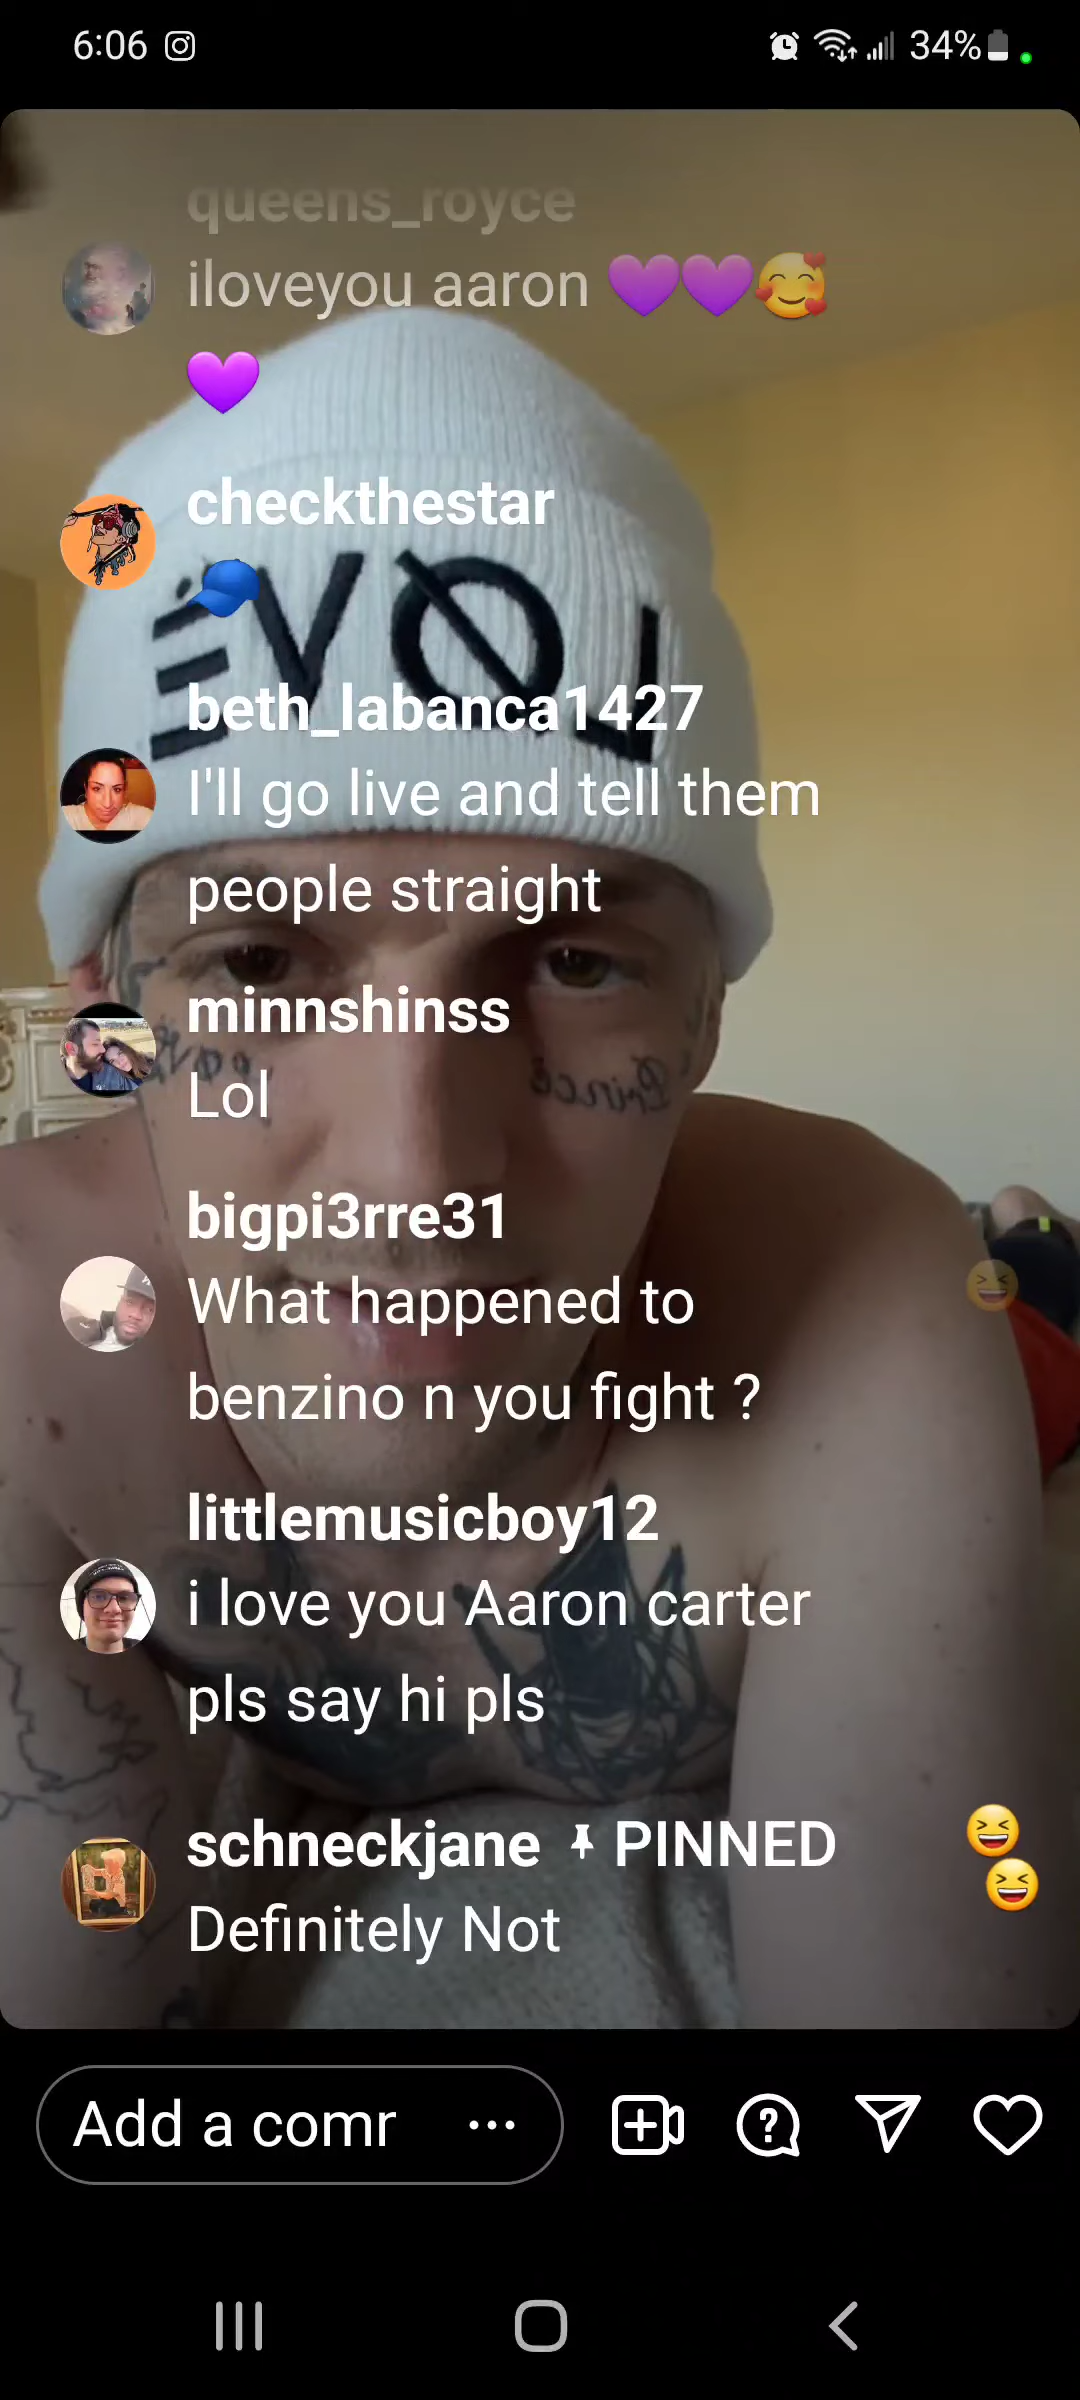 6:06
34%
queens_royce
iloveyou aaron 💜💜🥰
💜
checkthestar
🧢
EVØL
beth_labanca1427
I'll go live and tell them
people straight
minnshinss
Lol
Prince
bigpi3rre31
What happened to
benzino n you fight ?
littlemusicboy12
i love you Aaron carter
pls say hi pls
schneckjane PINNED
Definitely Not
Add a comr